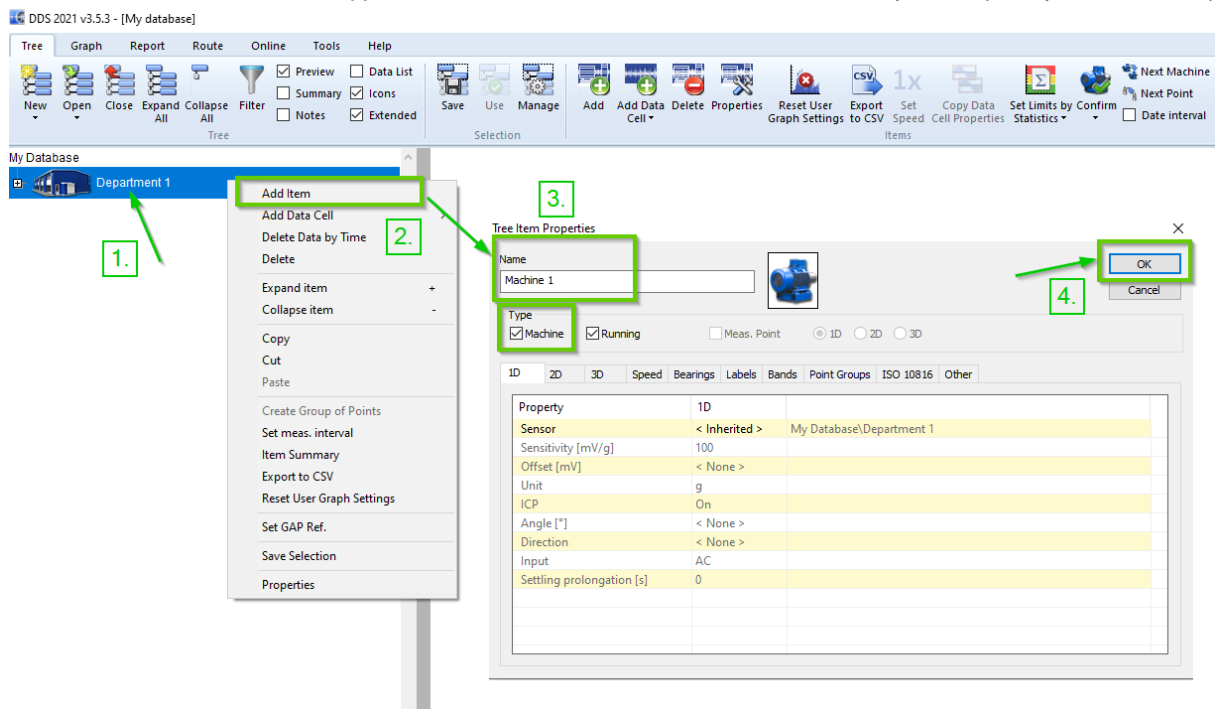 DDS 2021 v3.5.3 - [My database]
Tree Graph Report Route Online Tools Help
New Open Close Expand All Collapse All Filter
Preview Data List
Summary Icons
Notes Extended
Tree
Save Use Manage
Selection
Add Add Data Cell Delete Properties Reset User Graph Settings Export to CSV Set Speed Copy Data Cell Properties Set Limits by Statistics Confirm
CSV 1x Σ
Next Machine
Next Point
Date interval
Items
My Database
Department 1
1.
Add Item
Add Data Cell >
Delete Data by Time
2.
Delete
Expand item +
Collapse item -
Copy
Cut
Paste
Create Group of Points
Set meas. interval
Item Summary
Export to CSV
Reset User Graph Settings
Set GAP Ref.
Save Selection
Properties
3.
Tree Item Properties
Name
Machine 1
OK
Cancel
4.
Type
Machine Running Meas. Point 1D 2D 3D
1D 2D 3D Speed Bearings Labels Bands Point Groups ISO 10816 Other
Property 1D
Sensor < Inherited > My Database\Department 1
Sensitivity [mV/g] 100
Offset [mV] < None >
Unit g
ICP On
Angle [°] < None >
Direction < None >
Input AC
Settling prolongation [s] 0